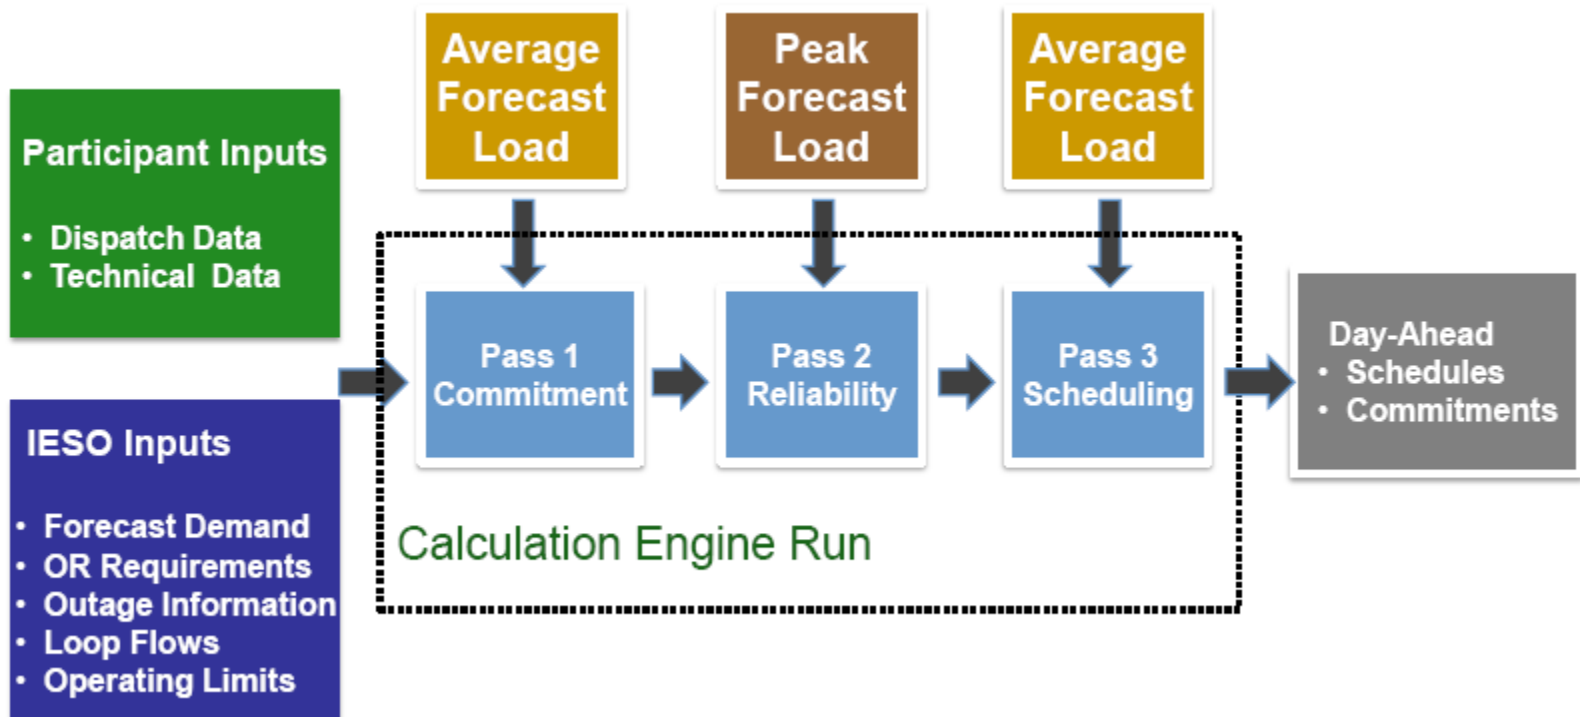 Participant Inputs
• Dispatch Data
• Technical Data
IESO Inputs
• Forecast Demand
• OR Requirements
• Outage Information
• Loop Flows
• Operating Limits
Average
Forecast
Load
Peak
Forecast
Load
Average
Forecast
Load
Pass 1
Commitment
Pass 2
Reliability
Pass 3
Scheduling
Calculation Engine Run
Day-Ahead
• Schedules
• Commitments